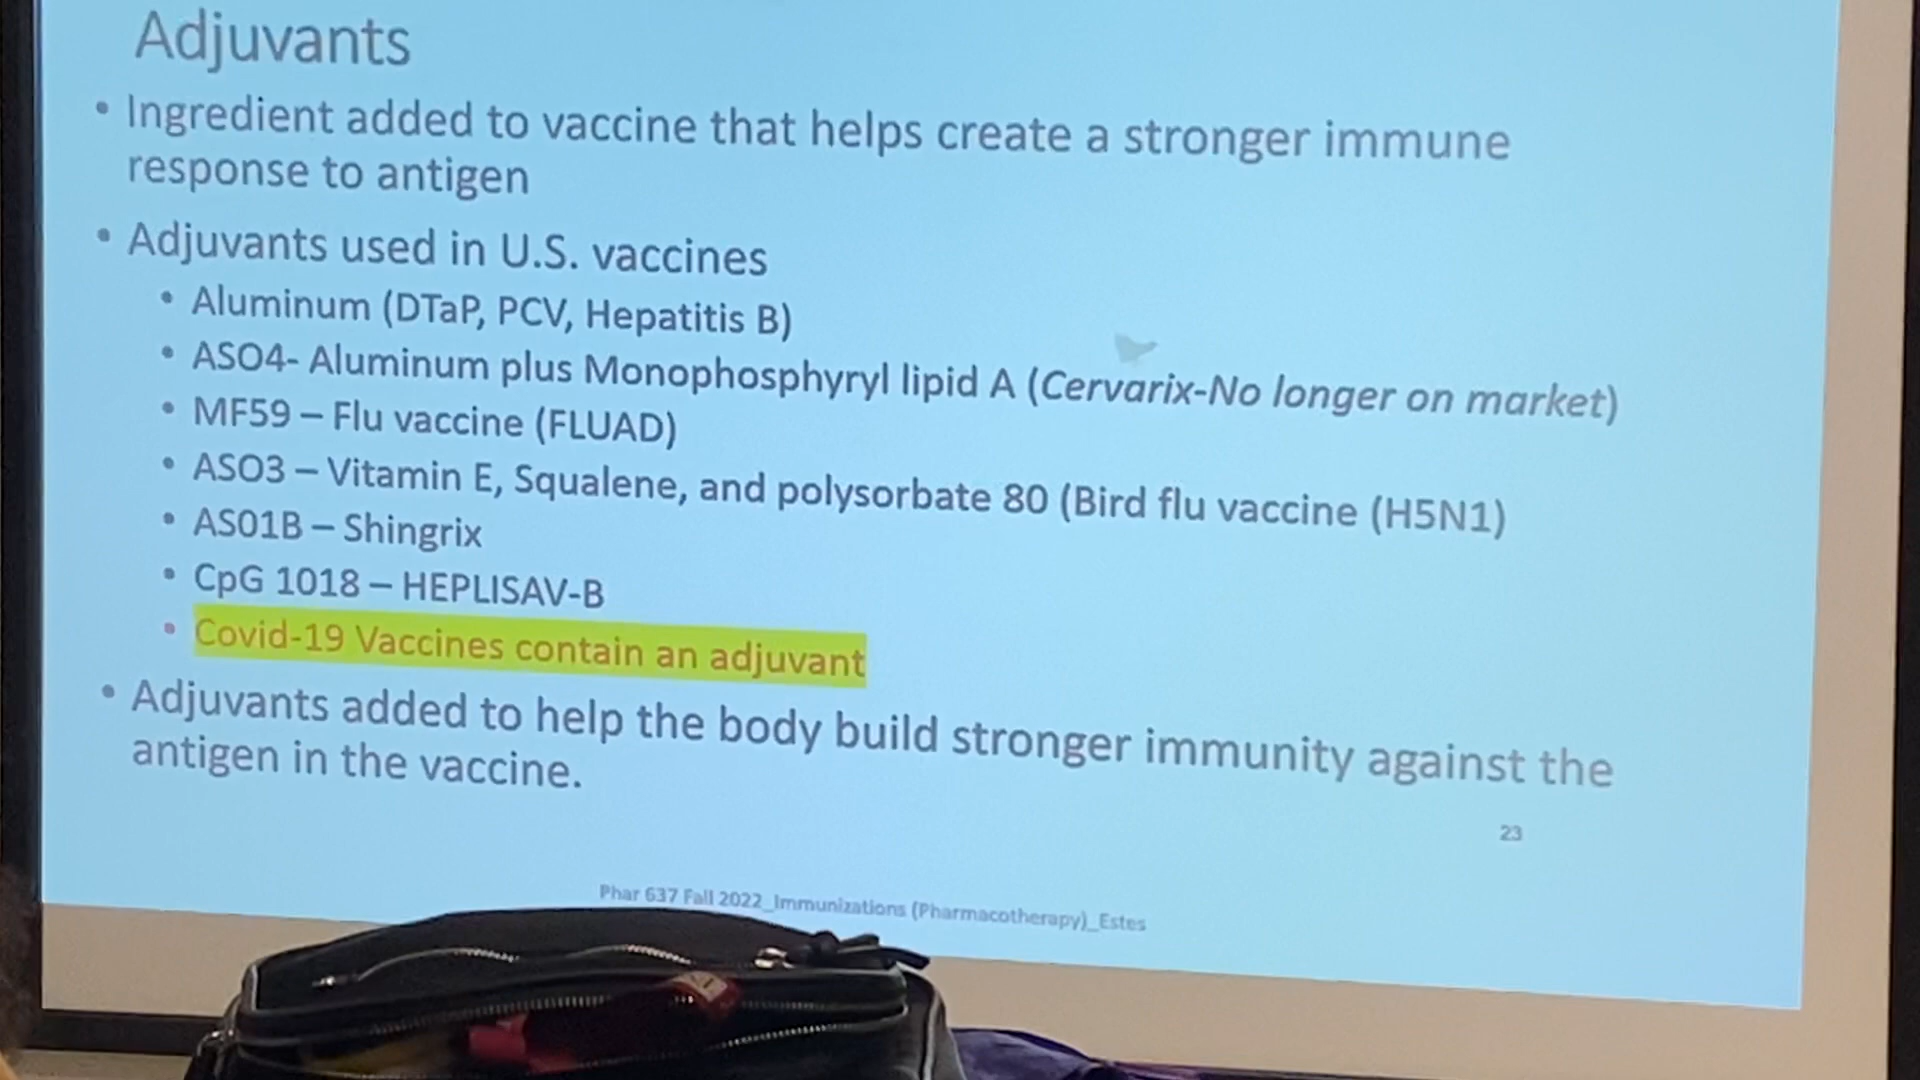 Adjuvants
• Ingredient added to vaccine that helps create a stronger immune
response to antigen
• Adjuvants used in U.S. vaccines
• Aluminum (DTaP, PCV, Hepatitis B)
• ASO4- Aluminum plus Monophosphyryl lipid A (Cervarix-No longer on market)
• MF59 – Flu vaccine (FLUAD)
• ASO3 – Vitamin E, Squalene, and polysorbate 80 (Bird flu vaccine (H5N1)
• AS01B – Shingrix
• CpG 1018 – HEPLISAV-B
• Covid-19 Vaccines contain an adjuvant
• Adjuvants added to help the body build stronger immunity against the
antigen in the vaccine.
23
Phar 637 Fall 2022_Immunizations (Pharmacotherapy)_Estes